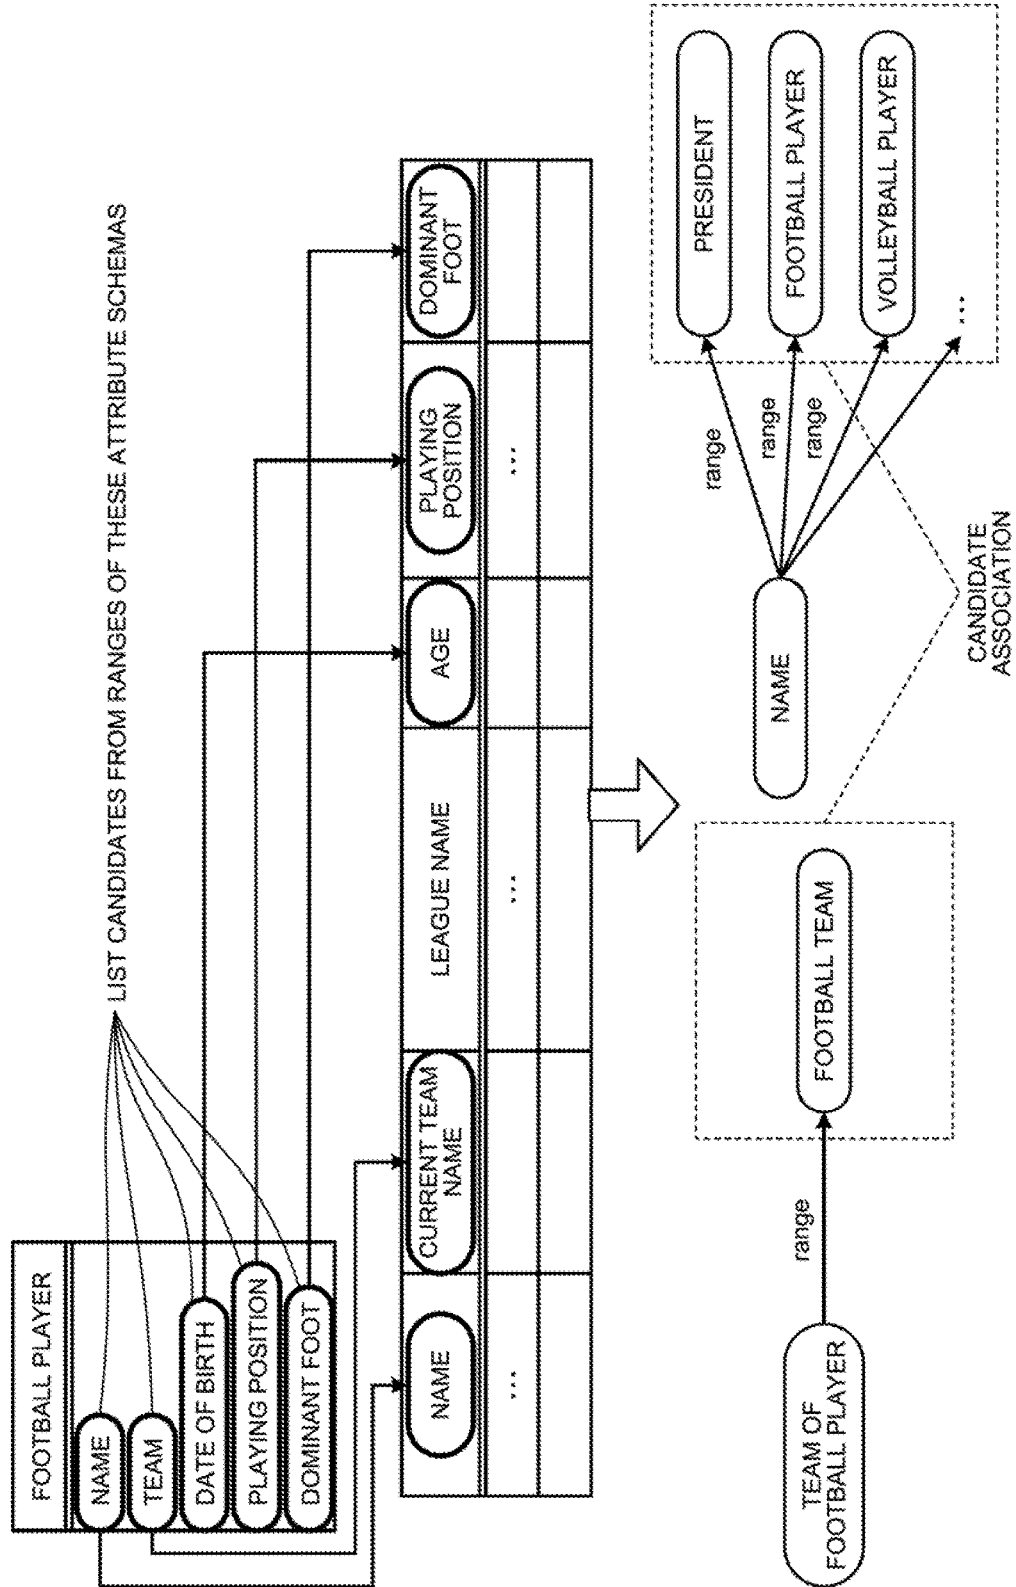 FOOTBALL PLAYER
NAME
TEAM
DATE OF BIRTH
PLAYING POSITION
DOMINANT FOOT
LIST CANDIDATES FROM RANGES OF THESE ATTRIBUTE SCHEMAS
NAME
CURRENT TEAM
NAME
LEAGUE NAME
AGE
PLAYING
POSITION
DOMINANT
FOOT
...
...
...
TEAM OF
FOOTBALL PLAYER
range
FOOTBALL TEAM
NAME
range
range
range
PRESIDENT
FOOTBALL PLAYER
VOLLEYBALL PLAYER
...
CANDIDATE
ASSOCIATION